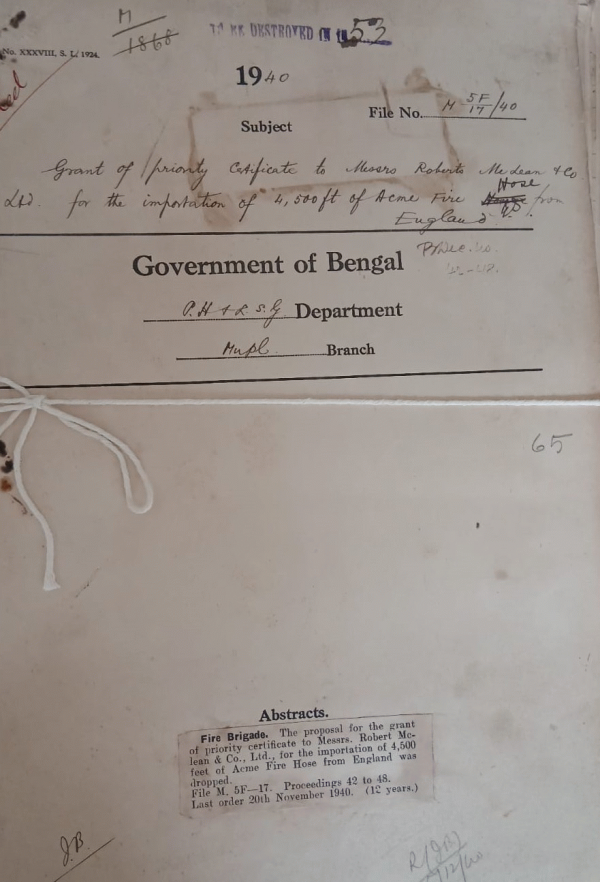 M
1868
TO BE DESTROYED IN 1953
No. XXXVIII, S. I./ 1924.
1940
File No. M 5F/17/40
Subject
Grant of priority Certificate to Messrs Roberts McLean & Co
Ltd. for the importation of 4,500 ft of Acme Fire Hose from
England
Government of Bengal
P.H & L.S.G Department
Mupl Branch
65
Abstracts.
Fire Brigade. The proposal for the grant
of priority certificate to Messrs. Robert Mc-
lean & Co., Ltd., for the importation of 4,500
feet of Acme Fire Hose from England was
dropped.
File M. 5F—17. Proceedings 42 to 48.
Last order 20th November 1940. (12 years.)
J.B.